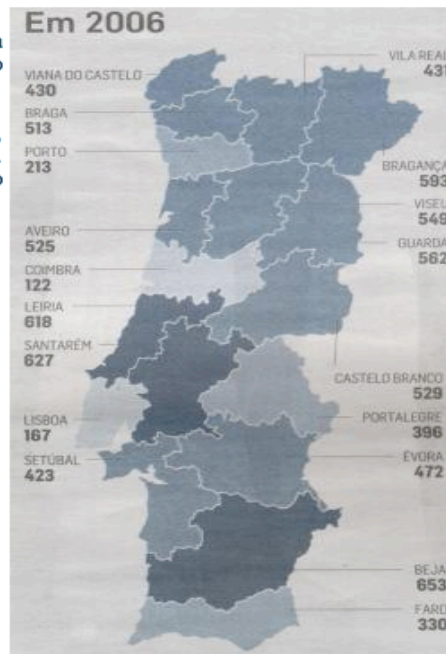 Em 2006
VIANA DO CASTELO
430
BRAGA
513
PORTO
213
AVEIRO
525
COIMBRA
122
LEIRIA
618
SANTARÉM
627
LISBOA
167
SETÚBAL
423
VILA REAL
431
BRAGANÇA
593
VISEU
549
GUARDA
562
CASTELO BRANCO
529
PORTALEGRE
396
ÉVORA
472
BEJA
653
FARO
330